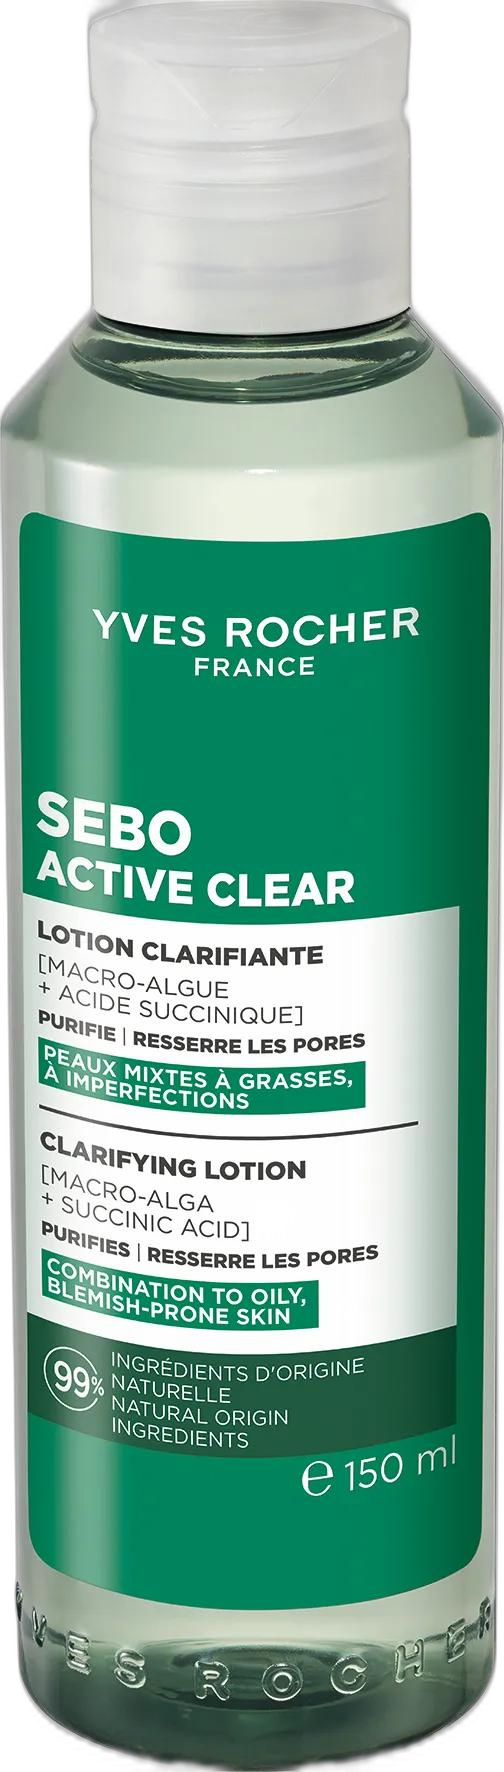 YVES ROCHER
FRANCE
SEBO
ACTIVE CLEAR
LOTION CLARIFIANTE
[MACRO-ALGUE
+ ACIDE SUCCINIQUE]
PURIFIE | RESSERRE LES PORES
PEAUX MIXTES À GRASSES,
À IMPERFECTIONS
CLARIFYING LOTION
[MACRO-ALGA
+ SUCCINIC ACID]
PURIFIES | RESSERRE LES PORES
COMBINATION TO OILY,
BLEMISH-PRONE SKIN
99%
INGRÉDIENTS D'ORIGINE
NATURELLE
NATURAL ORIGIN
INGREDIENTS
℮ 150 ml
YVES ROCHER